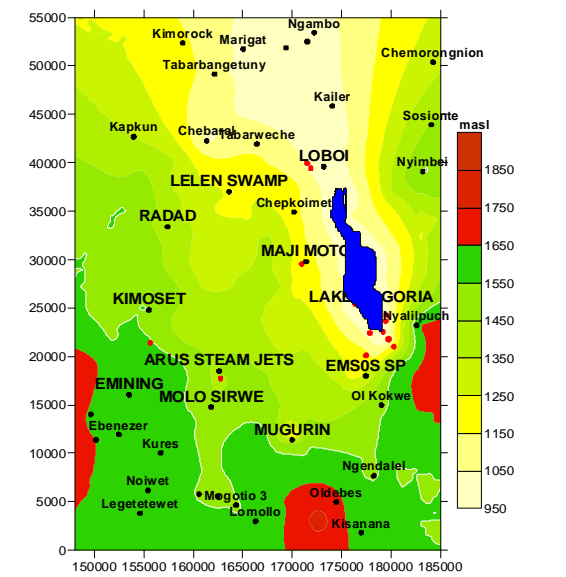 55000
Ngambo
Kimorock
Marigat
Chemorongnion
50000
Tabarbangetuny
Kailer
45000
Sosionte
masl
Kapkun
Chebaral
Tabarweche
40000
LOBOI
Nyimbei
1850
LELEN SWAMP
1750
35000
RADAD
Chepkoimet
1650
MAJI MOTO
30000
1550
KIMOSET
LAKE
GORIA
25000
Nyalilpuch
1450
20000
ARUS STEAM JETS
EMS0S SP
1350
EMINING
MOLO SIRWE
Ol Kokwe
1250
15000
Ebenezer
MUGURIN
1150
10000
Kures
Ngendalel
1050
Noiwet
5000
Mogotio 3
Oldebes
950
Legetetewet
Lomollo
Kisanana
0
150000 155000 160000 165000 170000 175000 180000 185000